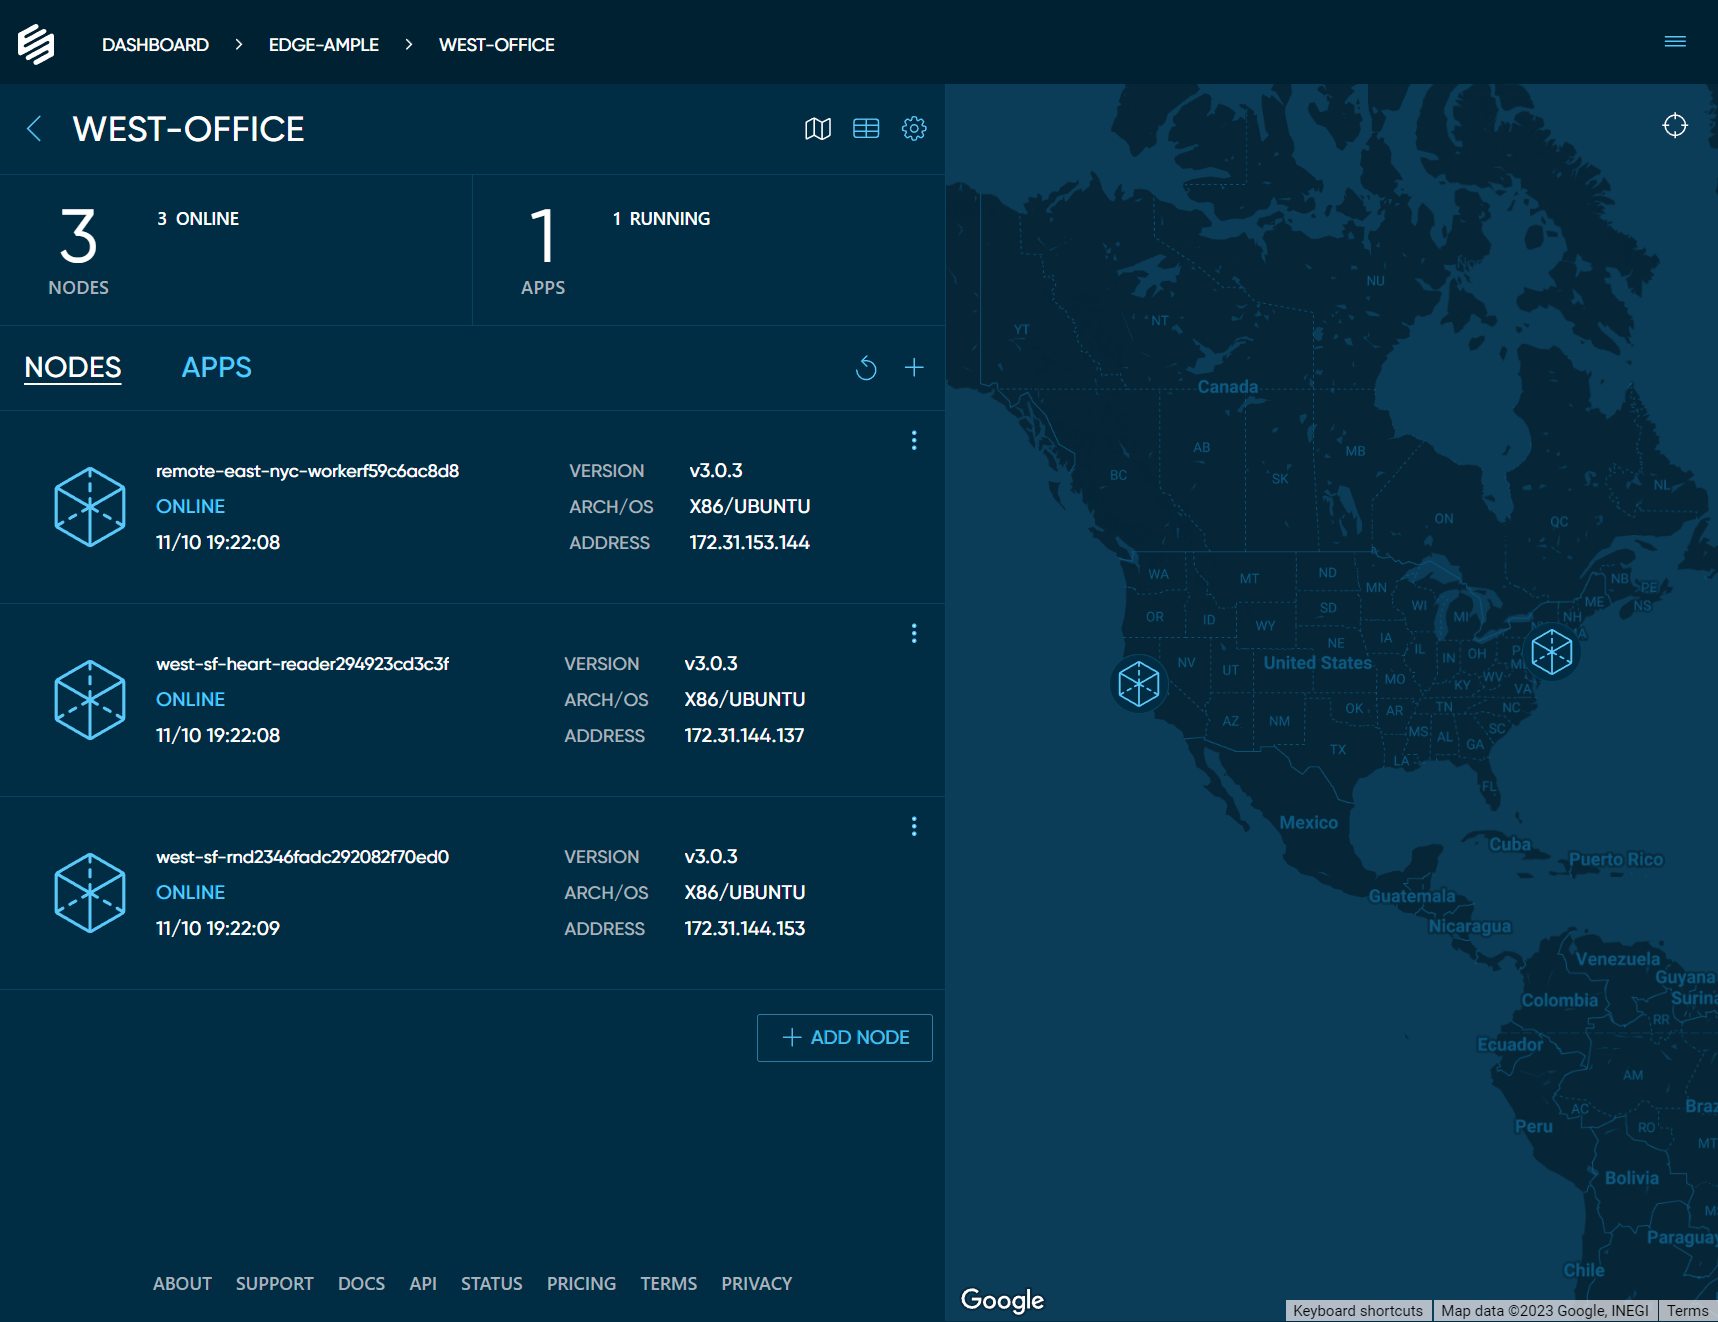 DASHBOARD > EDGE-AMPLE > WEST-OFFICE
WEST-OFFICE
3
3 ONLINE
NODES
1
1 RUNNING
APPS
NODES APPS
remote-east-nyc-workerf59c6ac8d8
ONLINE
11/10 19:22:08
VERSION v3.0.3
ARCH/OS X86/UBUNTU
ADDRESS 172.31.153.144
west-sf-heart-reader294923cd3c3f
ONLINE
11/10 19:22:08
VERSION v3.0.3
ARCH/OS X86/UBUNTU
ADDRESS 172.31.144.137
west-sf-rnd2346fadc292082f70ed0
ONLINE
11/10 19:22:09
VERSION v3.0.3
ARCH/OS X86/UBUNTU
ADDRESS 172.31.144.153
+ ADD NODE
ABOUT SUPPORT DOCS API STATUS PRICING TERMS PRIVACY
NU
YT
NT
Canada
AB
MB
BC
SK
NL
ON
QC
WA
MT
ND
MN
NB
PE
OR
ID
WY
SD
WI
MI
ME
NS
NH
NV
UT
United States
NE
IA
IL
IN
OH
MO
KY
WV
VA
AZ
NM
OK
AR
TN
NC
MS
AL
SC
GA
TX
LA
FL
Mexico
Cuba
Puerto Rico
Guatemala
Nicaragua
Venezuela
Guyana
Colombia
Surina
RR
Ecuador
AM
AC
Braz
Peru
RO
MT
Bolivia
Paraguay
Chile
Google
Keyboard shortcuts
Map data ©2023 Google, INEGI
Terms